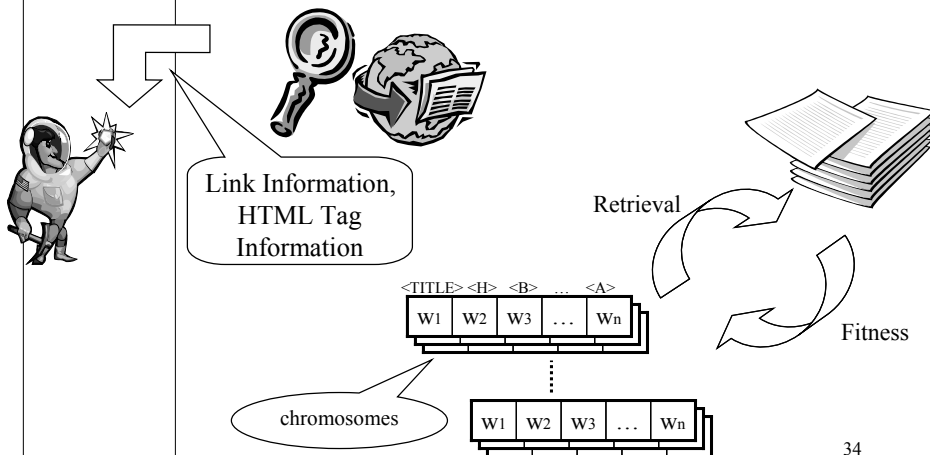 Link Information,
HTML Tag
Information
Retrieval
Fitness
<TITLE> <H> <B> ... <A>
W1 W2 W3 ... Wn
chromosomes
W1 W2 W3 ... Wn
34